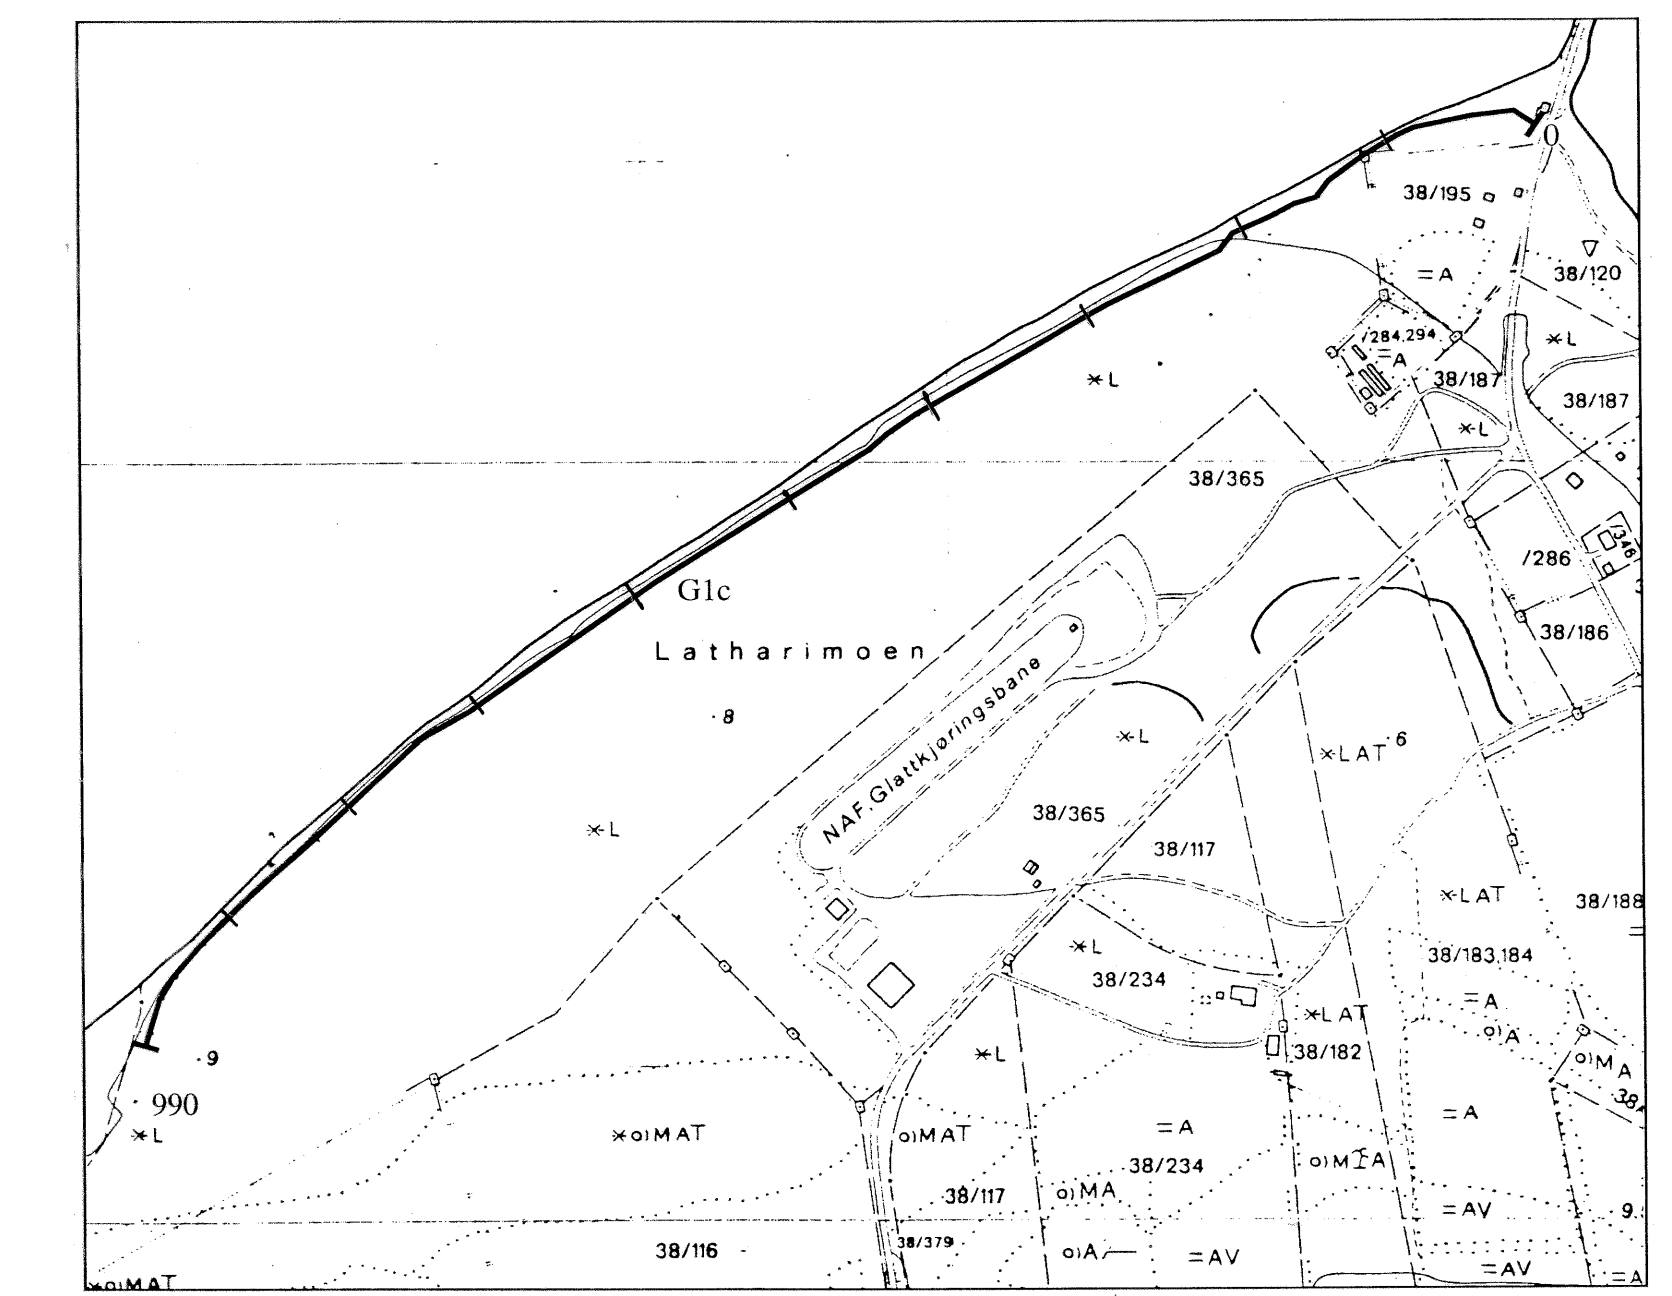 0
38/195
38/120
=A
*L
/284,294
=A
*L
38/187
38/187
*L
38/365
/286
/346
G1c
38/186
Latharimoen
8
NAF. Glattkjøringsbane
*L
*LAT
6
*L
38/365
38/117
*LAT
38/188
*L
38/183,184
38/234
=A
*LAT
o)A
9
*L
38/182
o)MA
990
*L
=A
*o)MAT
o)MAT
=A
38/234
o)MA
38/117
=AV
9.
38/379
38/116
o)A
=AV
=AV
=A
*o)MAT